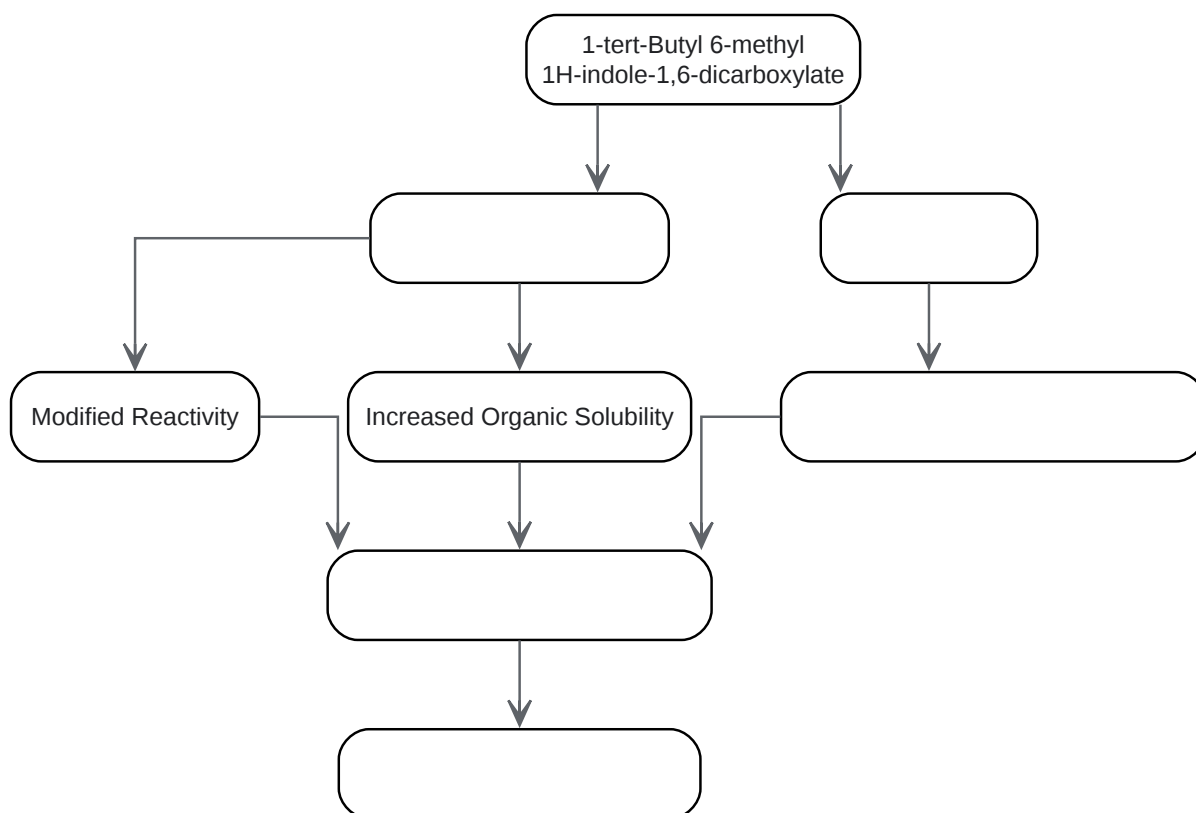 1-tert-Butyl 6-methyl
1H-indole-1,6-dicarboxylate
Modified Reactivity
Increased Organic Solubility